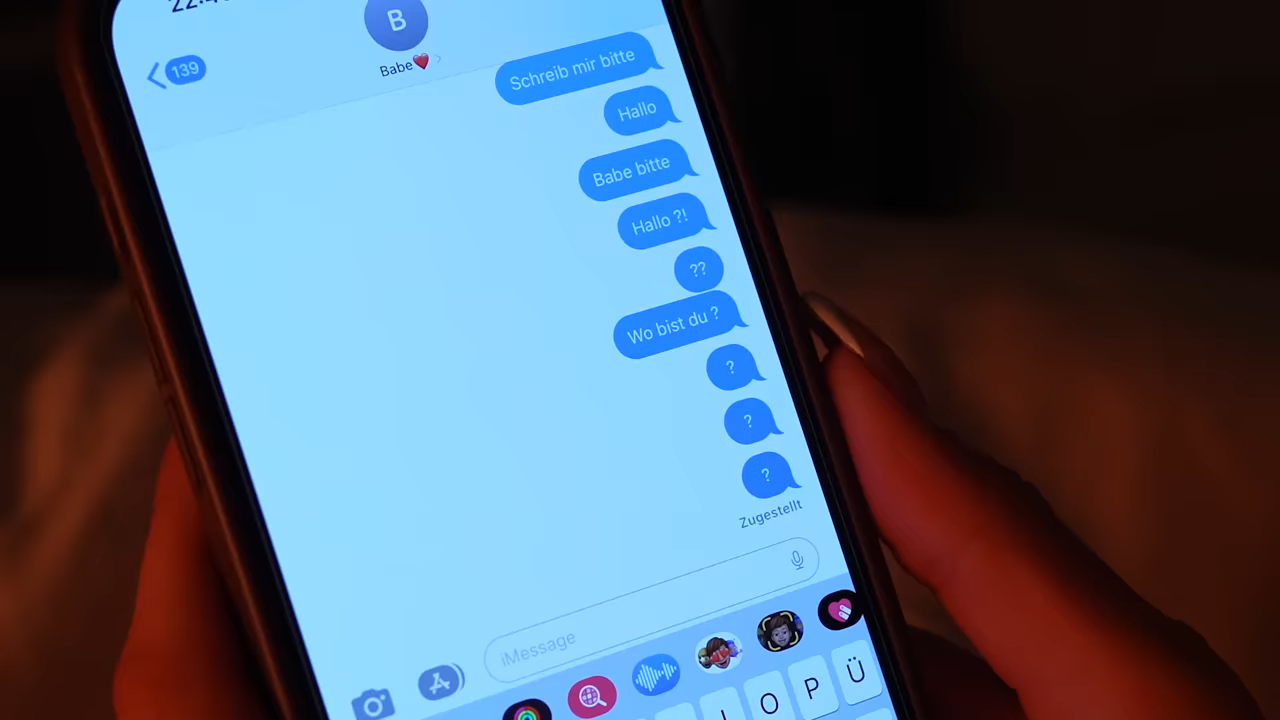 139
B
Babe❤️
Schreib mir bitte
Hallo
Babe bitte
Hallo ?!
??
Wo bist du ?
?
?
?
Zugestellt
iMessage
O P Ü